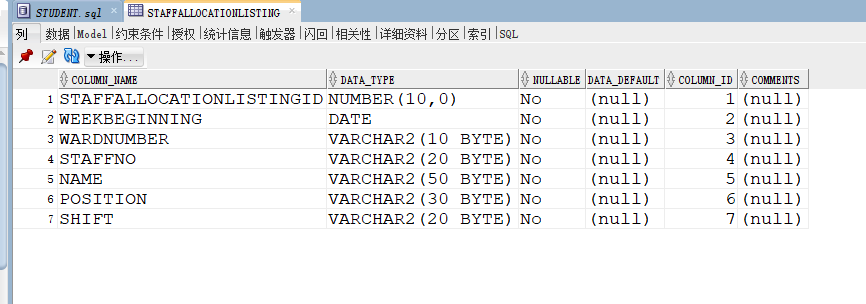 STUDENT.sql × STAFFALLOCATIONLISTING ×
列 数据 Model 约束条件 授权 统计信息 触发器 闪回 相关性 详细资料 分区 索引 SQL
操作...
COLUMN_NAME DATA_TYPE NULLABLE DATA_DEFAULT COLUMN_ID COMMENTS
1 STAFFALLOCATIONLISTINGID NUMBER(10,0) No (null) 1 (null)
2 WEEKBEGINNING DATE No (null) 2 (null)
3 WARDNUMBER VARCHAR2(10 BYTE) No (null) 3 (null)
4 STAFFNO VARCHAR2(20 BYTE) No (null) 4 (null)
5 NAME VARCHAR2(50 BYTE) No (null) 5 (null)
6 POSITION VARCHAR2(30 BYTE) No (null) 6 (null)
7 SHIFT VARCHAR2(20 BYTE) No (null) 7 (null)